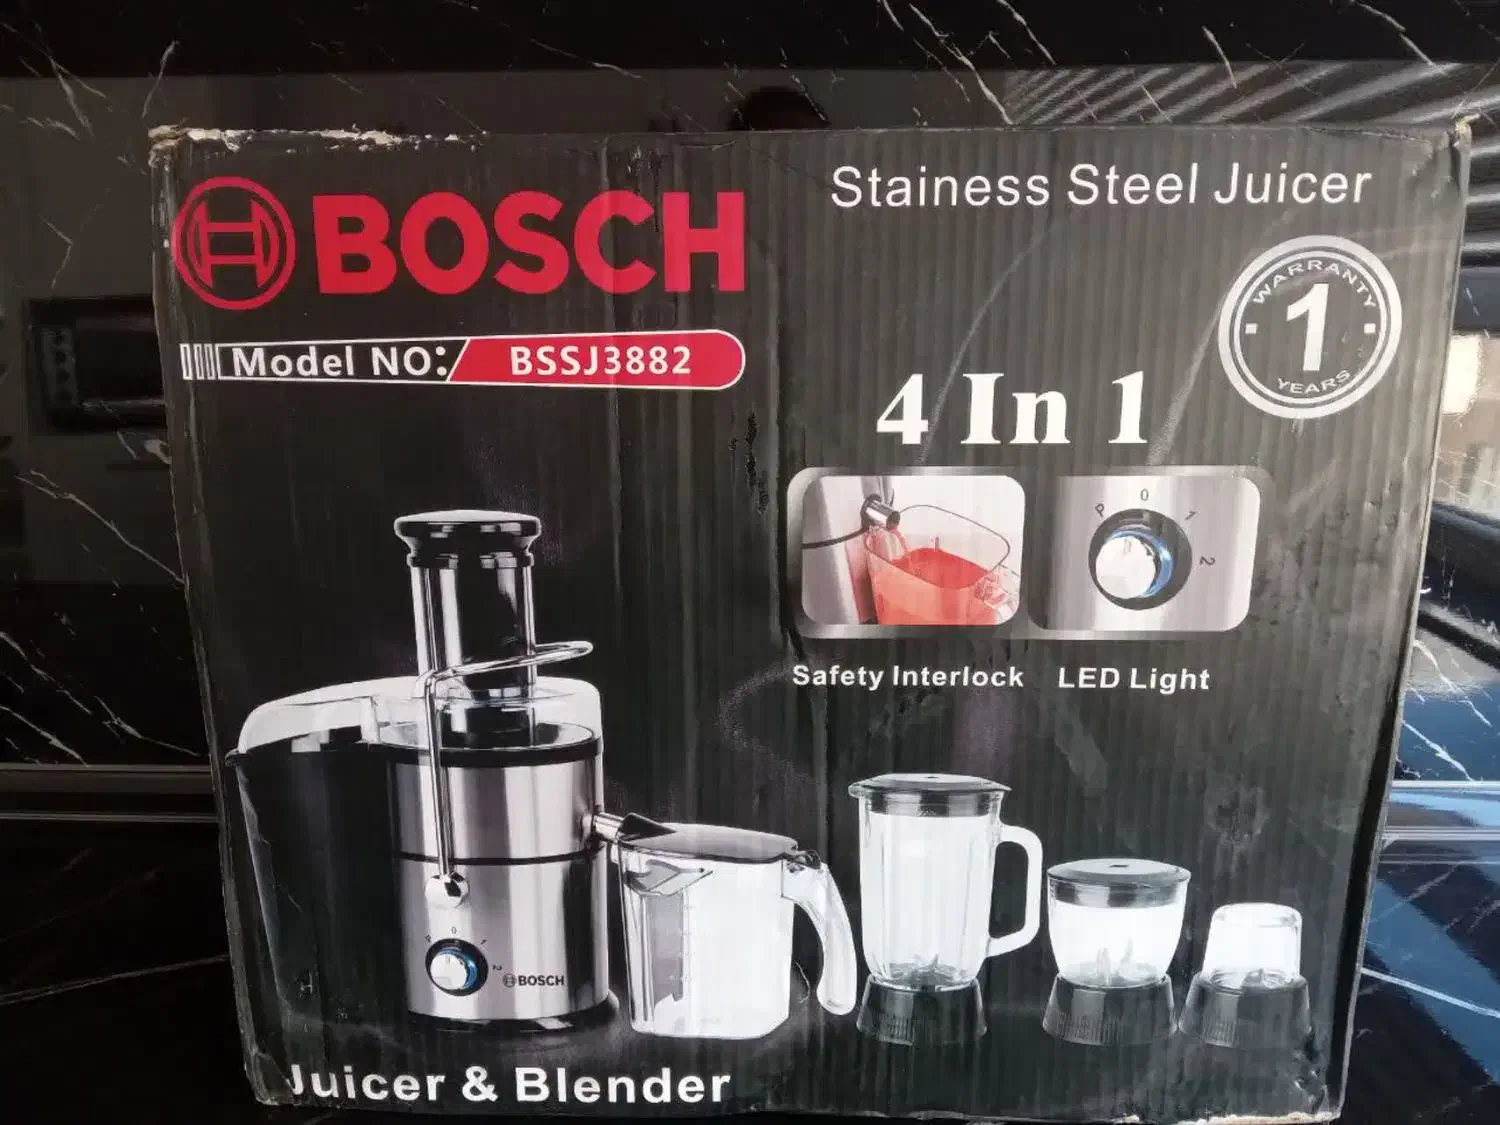 BOSCH
Stainess Steel Juicer
Model NO: BSSJ3882
WARRANTY
1
YEARS
4 In 1
P 0 1 2
Safety Interlock
LED Light
P 0 1 2
BOSCH
Juicer & Blender